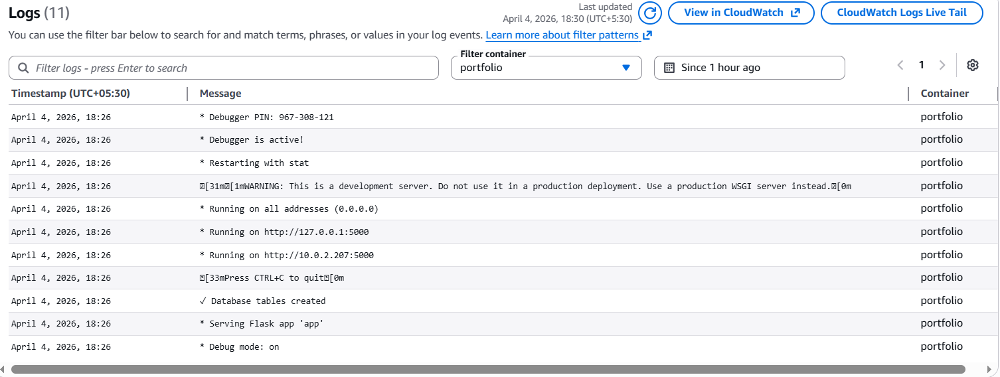 Logs (11)
Last updated
April 4, 2026, 18:30 (UTC+5:30)
View in CloudWatch
CloudWatch Logs Live Tail
You can use the filter bar below to search for and match terms, phrases, or values in your log events. Learn more about filter patterns
Filter logs - press Enter to search
Filter container
portfolio
Since 1 hour ago
1
Timestamp (UTC+05:30) Message Container
April 4, 2026, 18:26 * Debugger PIN: 967-308-121 portfolio
April 4, 2026, 18:26 * Debugger is active! portfolio
April 4, 2026, 18:26 * Restarting with stat portfolio
April 4, 2026, 18:26 [31m[1mWARNING: This is a development server. Do not use it in a production deployment. Use a production WSGI server instead.[0m portfolio
April 4, 2026, 18:26 * Running on all addresses (0.0.0.0) portfolio
April 4, 2026, 18:26 * Running on http://127.0.0.1:5000 portfolio
April 4, 2026, 18:26 * Running on http://10.0.2.207:5000 portfolio
April 4, 2026, 18:26 [33mPress CTRL+C to quit[0m portfolio
April 4, 2026, 18:26 ✓ Database tables created portfolio
April 4, 2026, 18:26 * Serving Flask app 'app' portfolio
April 4, 2026, 18:26 * Debug mode: on portfolio